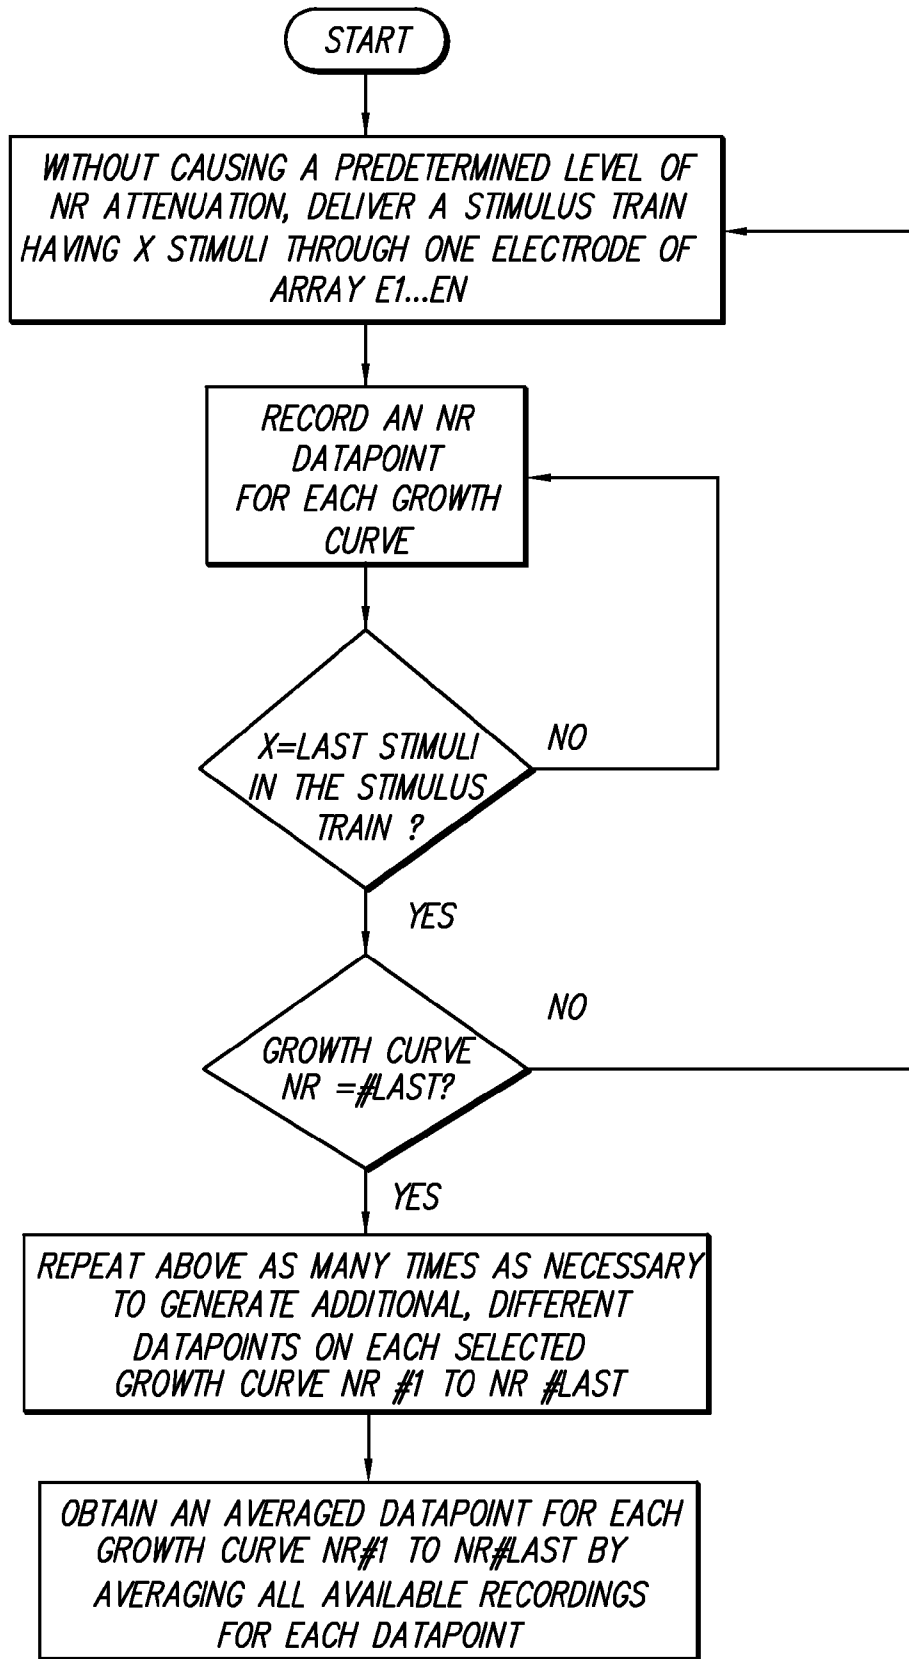 START
WITHOUT CAUSING A PREDETERMINED LEVEL OF
NR ATTENUATION, DELIVER A STIMULUS TRAIN
HAVING X STIMULI THROUGH ONE ELECTRODE OF
ARRAY E1...EN
RECORD AN NR
DATAPOINT
FOR EACH GROWTH
CURVE
X=LAST STIMULI
IN THE STIMULUS
TRAIN ?
NO
YES
GROWTH CURVE
NR =#LAST?
NO
YES
REPEAT ABOVE AS MANY TIMES AS NECESSARY
TO GENERATE ADDITIONAL, DIFFERENT
DATAPOINTS ON EACH SELECTED
GROWTH CURVE NR #1 TO NR #LAST
OBTAIN AN AVERAGED DATAPOINT FOR EACH
GROWTH CURVE NR#1 TO NR#LAST BY
AVERAGING ALL AVAILABLE RECORDINGS
FOR EACH DATAPOINT